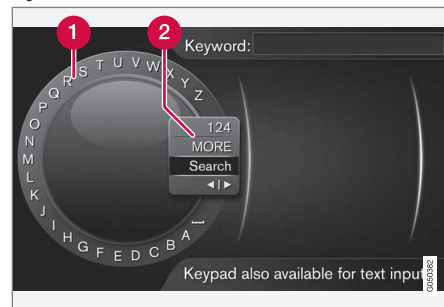 1
2
Keyword:
A B C D E F G H I J K L M N O P Q R S T U V W X Y Z
124
MORE
Search
◄|►
Keypad also available for text input
G050382